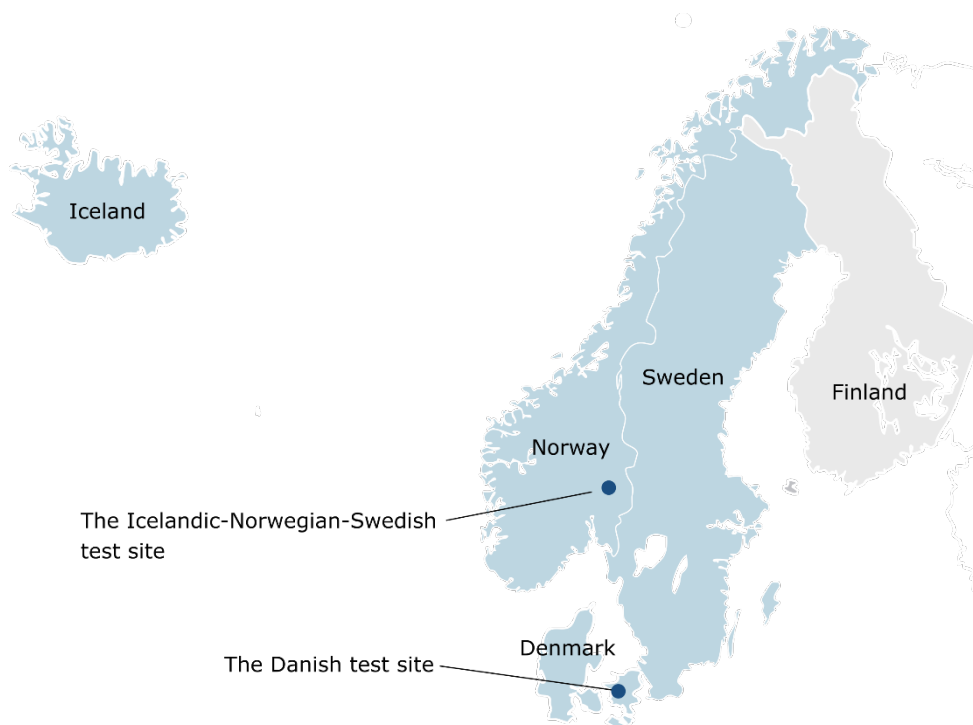 Iceland
Sweden
Finland
Norway
The Icelandic-Norwegian-Swedish
test site
Denmark
The Danish test site